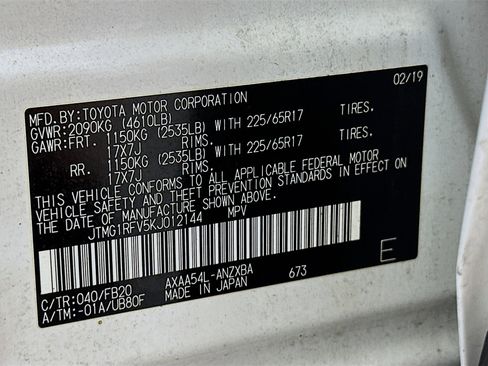 MFD.BY:TOYOTA MOTOR CORPORATION 02/19
GVWR:2090KG (4610LB)
GAWR:FRT. 1150KG (2535LB) WITH 225/65R17 TIRES.
17X7J RIMS.
RR. 1150KG (2535LB) WITH 225/65R17 TIRES.
17X7J RIMS.
THIS VEHICLE CONFORMS TO ALL APPLICABLE FEDERAL MOTOR
VEHICLE SAFETY AND THEFT PREVENTION STANDARDS IN EFFECT ON
THE DATE OF MANUFACTURE SHOWN ABOVE.
JTMG1RFV5KJ012144 MPV
E
C/TR:040/FB20 AXAA54L-ANZXBA 673
A/TM:-01A/UB80F MADE IN JAPAN